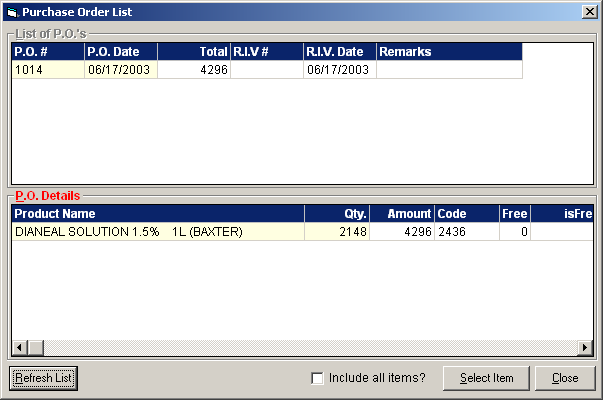 Purchase Order List
List of P.O.'s
P.O. # P.O. Date Total R.I.V # R.I.V. Date Remarks
1014 06/17/2003 4296 06/17/2003
P.O. Details
Product Name Qty. Amount Code Free isFre
DIANEAL SOLUTION 1.5% 1L (BAXTER) 2148 4296 2436 0
Refresh List Include all items? Select Item Close